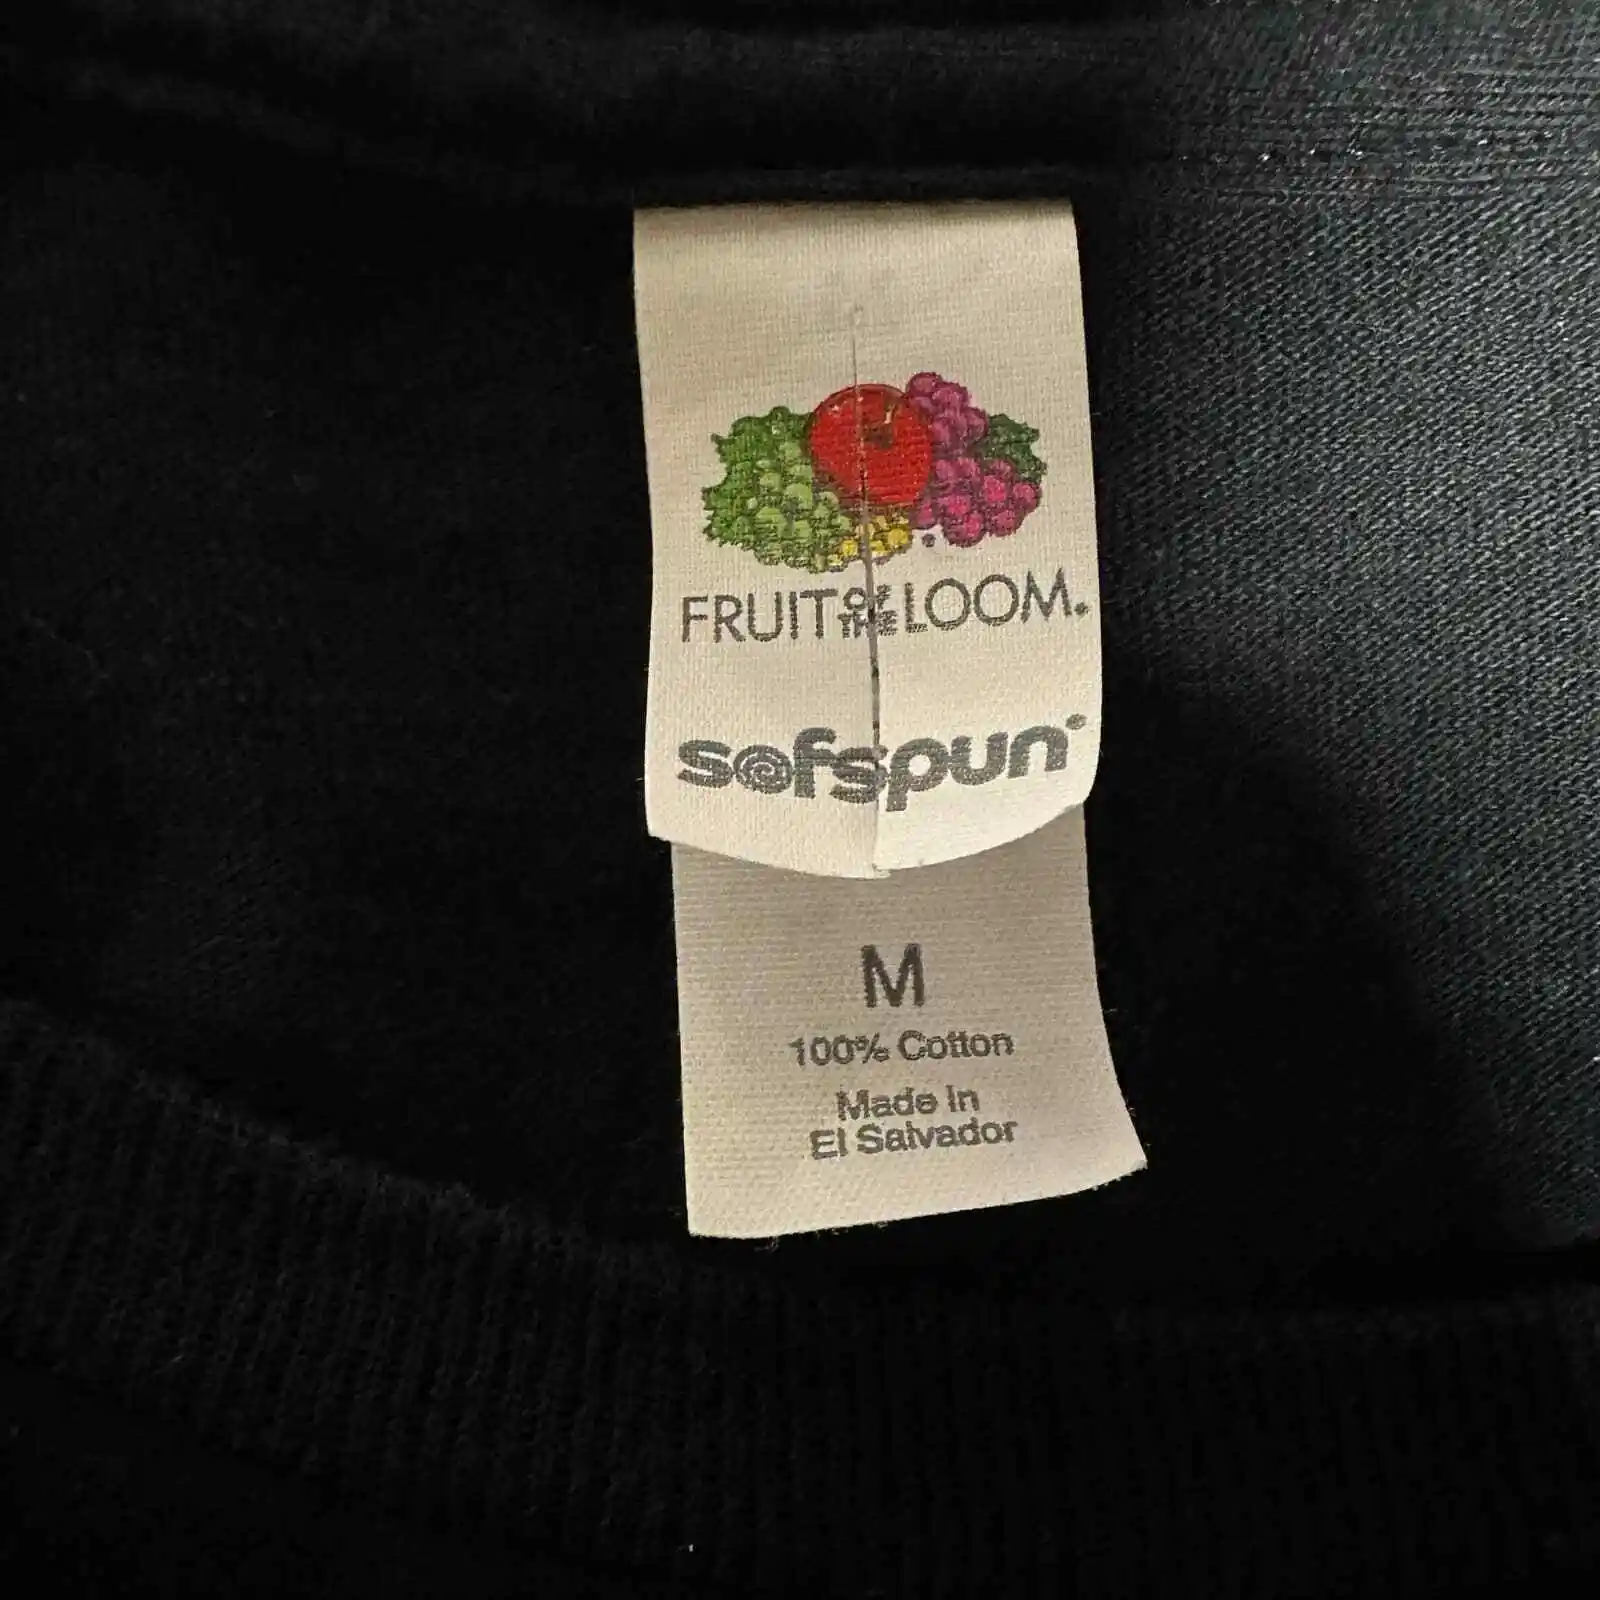 FRUIT OF THE LOOM®
sofspun®
M
100% Cotton
Made In
El Salvador